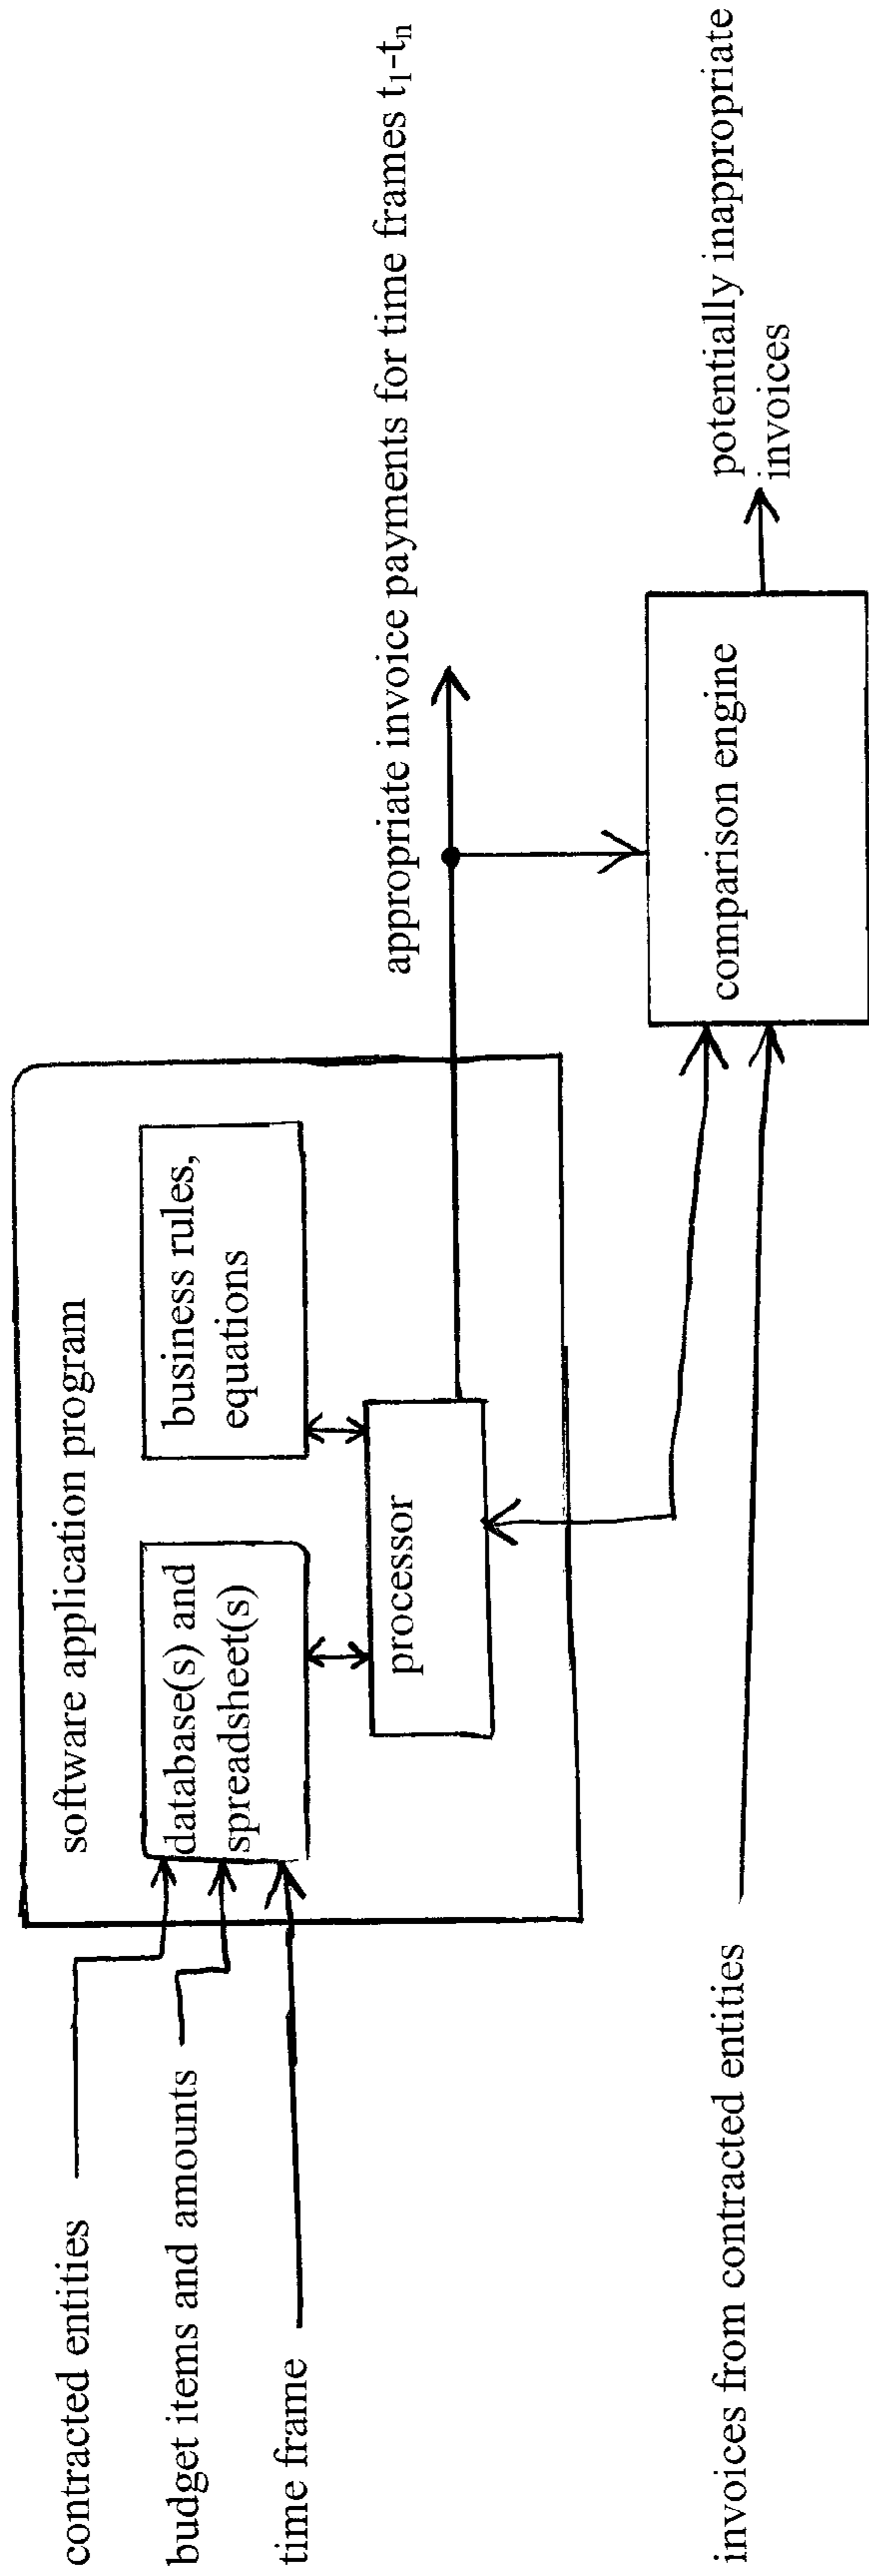 software application program
contracted entities
budget items and amounts
time frame
database(s) and
spreadsheet(s)
business rules,
equations
processor
appropriate invoice payments for time frames t₁-tₙ
invoices from contracted entities
comparison engine
potentially inappropriate
invoices